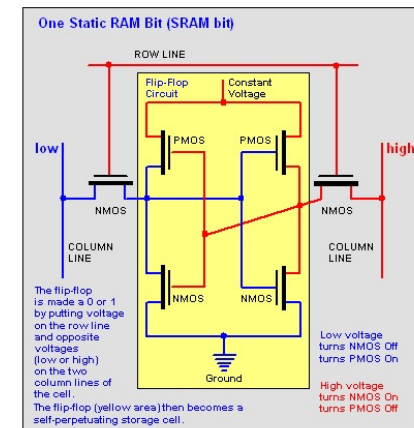 One Static RAM Bit (SRAM bit)
ROW LINE
Flip-Flop
Circuit
Constant
Voltage
low
PMOS
PMOS
high
NMOS
NMOS
COLUMN
LINE
COLUMN
LINE
NMOS
NMOS
The flip-flop
is made a 0 or 1
by putting voltage
on the row line
and opposite
voltages
(low or high)
on the two
column lines of
the cell.
The flip-flop (yellow area) then becomes a
self-perpetuating storage cell.
Ground
Low voltage
turns NMOS Off
turns PMOS On
High voltage
turns NMOS On
turns PMOS Off